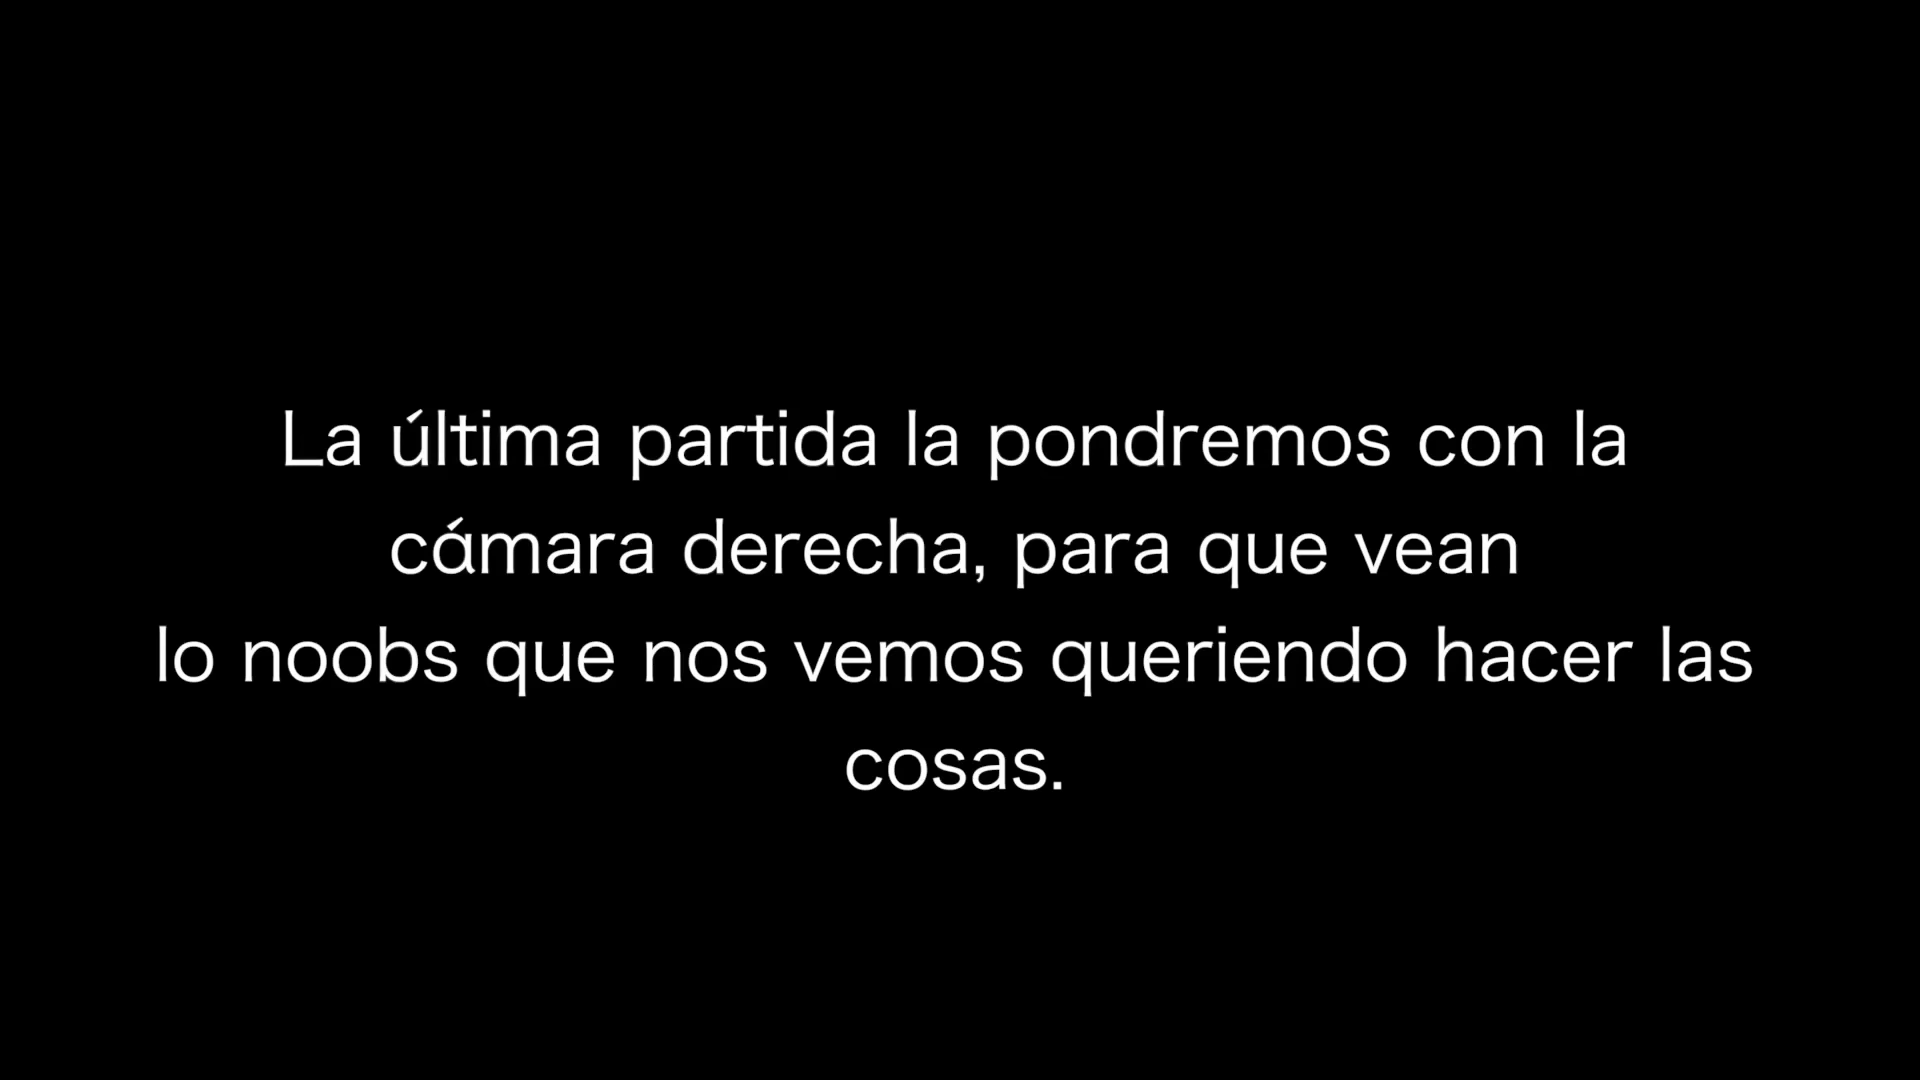 La última partida la pondremos con la
cámara derecha, para que vean
lo noobs que nos vemos queriendo hacer las
cosas.